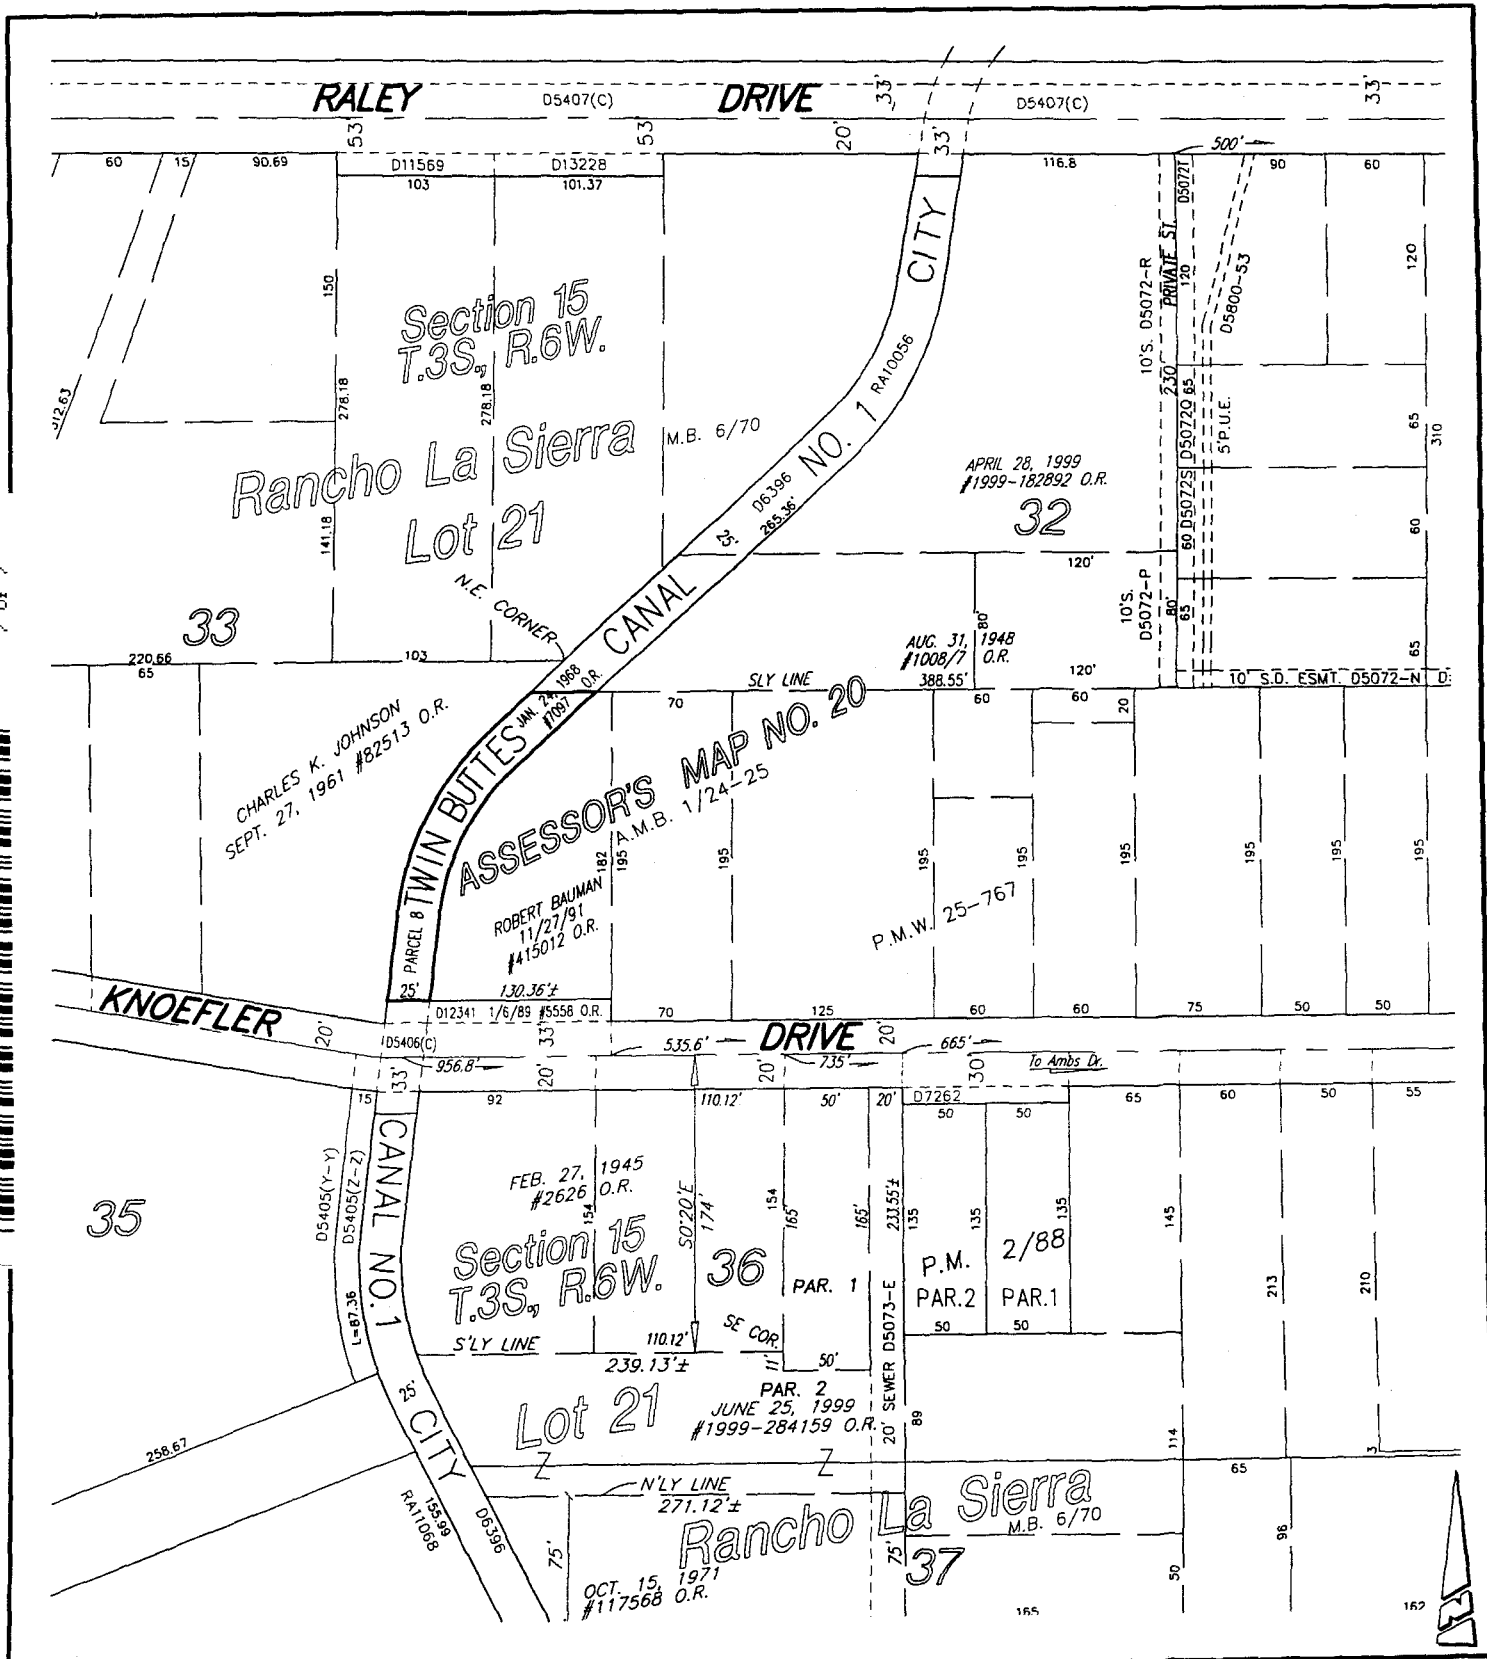 RALEY DRIVE
D5407(C)
D5407(C)
33'
33'
53'
53'
20'
33'
500'
60
15
90.69
D11569
D13228
103
101.37
116.8
90
60
D5072T
PRIVATE ST.
120
120
10'S. D5072-R
D5800-53
150
278.18
278.18
Section 15
T.3S., R.6W.
CITY
RA10056
230'
65
5'P.U.E.
65
310
Rancho La Sierra
M.B. 6/70
Lot 21
NO. 1
D6396
265.36'
25'
APRIL 28, 1999
#1999-182892 O.R.
32
D5072Q
D5072S
60
60
141.18
120'
10'S.
D5072-P
80'
65
65
N.E. CORNER
CANAL
33
220.66
65
103
AUG. 31, 1948
#1008/7 O.R.
80'
120'
SLY LINE
388.55'
10' S.D. ESMT. D5072-N
JAN. 24, 1968
#7097 O.R.
70
60
60
20
CHARLES K. JOHNSON
SEPT. 27, 1961 #82513 O.R.
TWIN BUTTES
ASSESSOR'S MAP NO. 20
A.M.B. 1/24-25
182
195
195
195
195
195
195
195
195
P.M.W. 25-767
PARCEL 8
ROBERT BAUMAN
11/27/91
#415012 O.R.
25'
130.36'±
D12341 1/6/89 #5558 O.R.
70
125
60
60
75
50
50
KNOEFLER DRIVE
20'
D5406(C)
33'
535.6'
20'
956.8'
20'
20'
735'
665'
30'
To Ambs Dr.
33'
15
92
110.12'
50'
20'
D7262
50
50
65
60
50
55
CANAL NO. 1
D5405(Y-Y)
D5405(Z-Z)
L=87.36
35
FEB. 27, 1945
#2626 O.R.
154
S0°20'E
174'
154
165'
165'
233.55'±
135
135
135
145
213
210
Section 15
T.3S., R.6W.
36
PAR. 1
P.M. 2/88
PAR.2
PAR.1
50
50
S'LY LINE
110.12'
SE COR.
239.13'±
11'
50'
20' SEWER D5073-E
PAR. 2
JUNE 25, 1999
#1999-284159 O.R.
Lot 21
89
114
3
25'
CITY
258.67
155.99
RA11068
D6396
Z
Z
65
N'LY LINE
271.12'±
Rancho La Sierra
M.B. 6/70
96
75'
75'
37
50
OCT. 15, 1971
#117568 O.R.
165
162
N